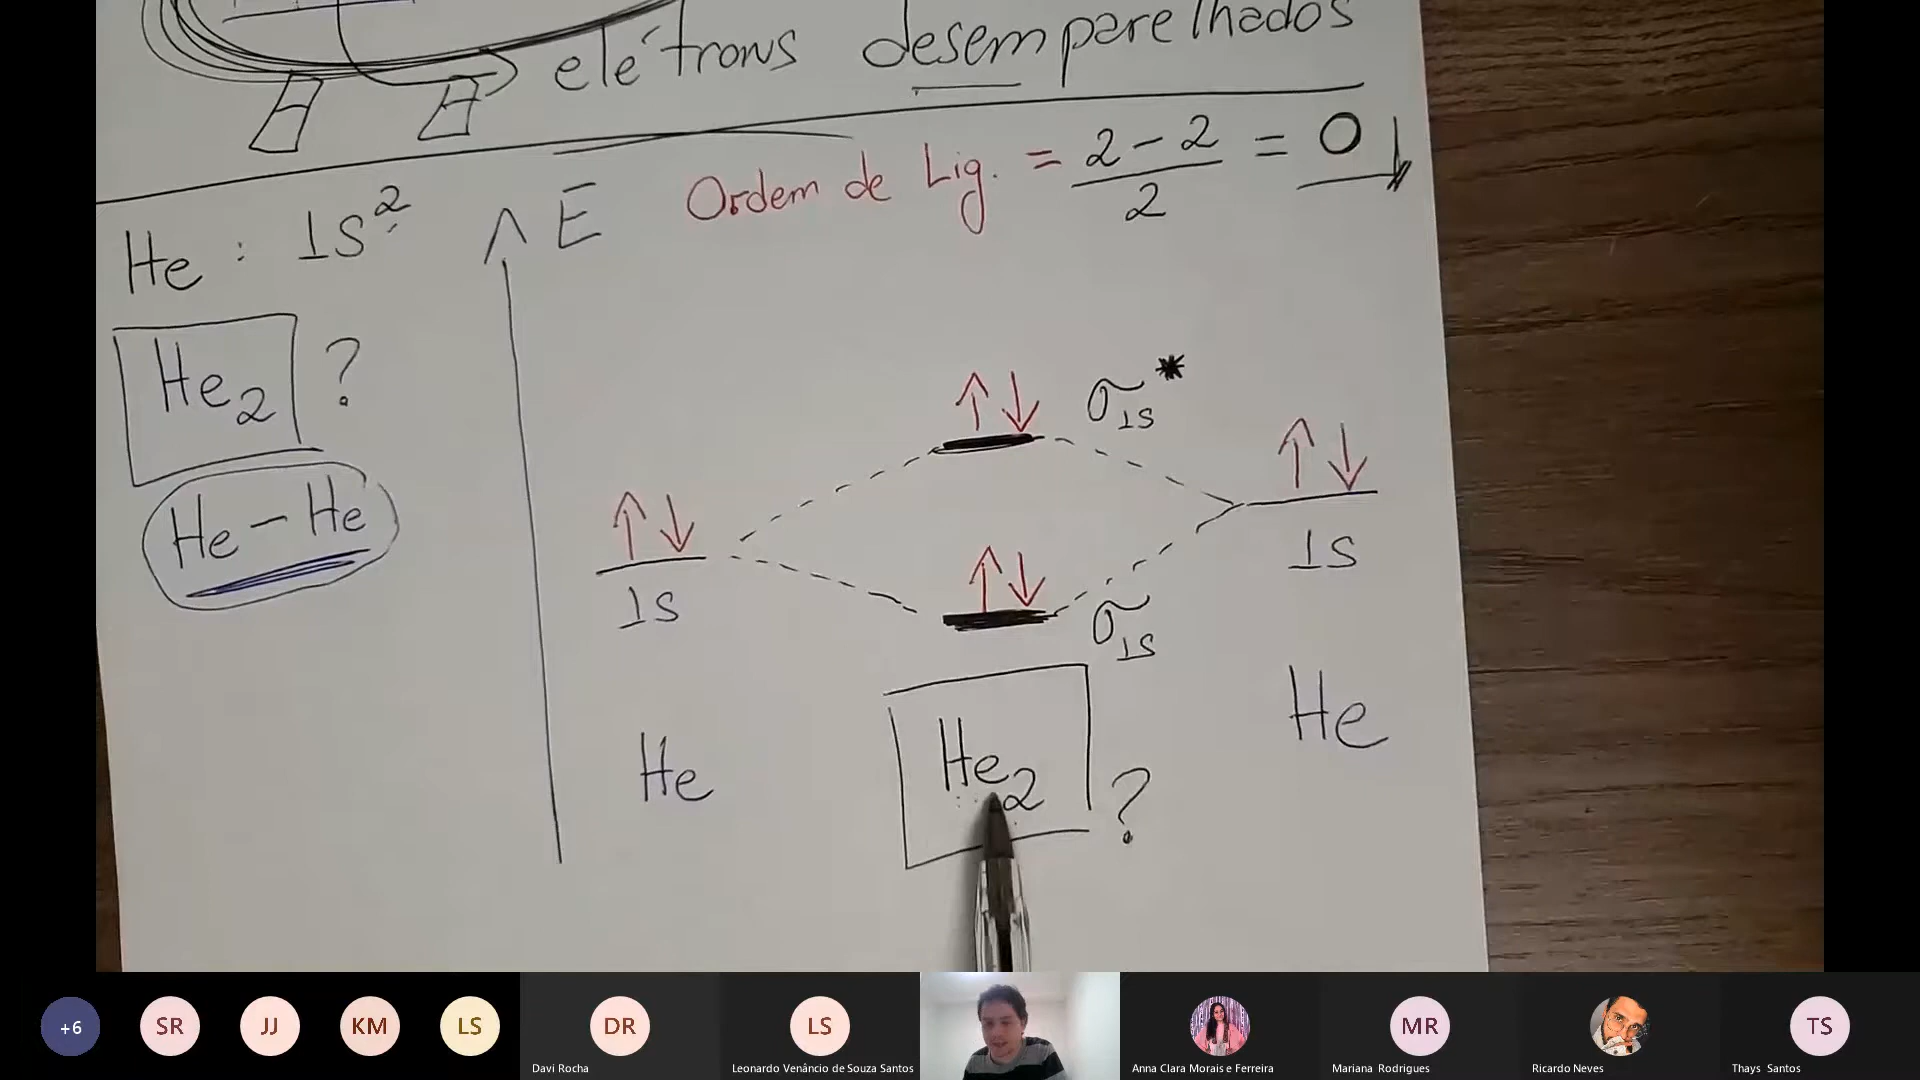 elétrons desemparelhados
Ordem de Lig. = 2 - 2 / 2 = 0
He : 1S²
E
He₂ ?
He - He
↑↓ σ1S*
↑↓ 1S
↑↓ 1S
↑↓ σ1S
He
He₂ ?
He
+6
SR
JJ
KM
LS
DR
Davi Rocha
LS
Leonardo Venâncio de Souza Santos
Anna Clara Morais e Ferreira
MR
Mariana Rodrigues
Ricardo Neves
TS
Thays Santos